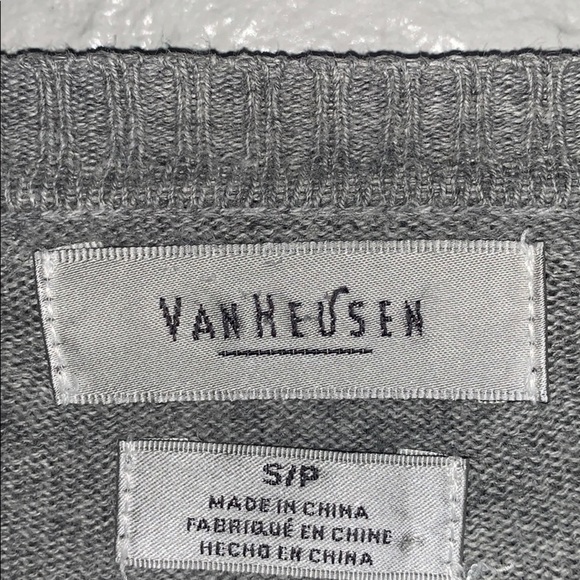 VAN HEUSEN
S/P
MADE IN CHINA
FABRIQUÉ EN CHINE
HECHO EN CHINA